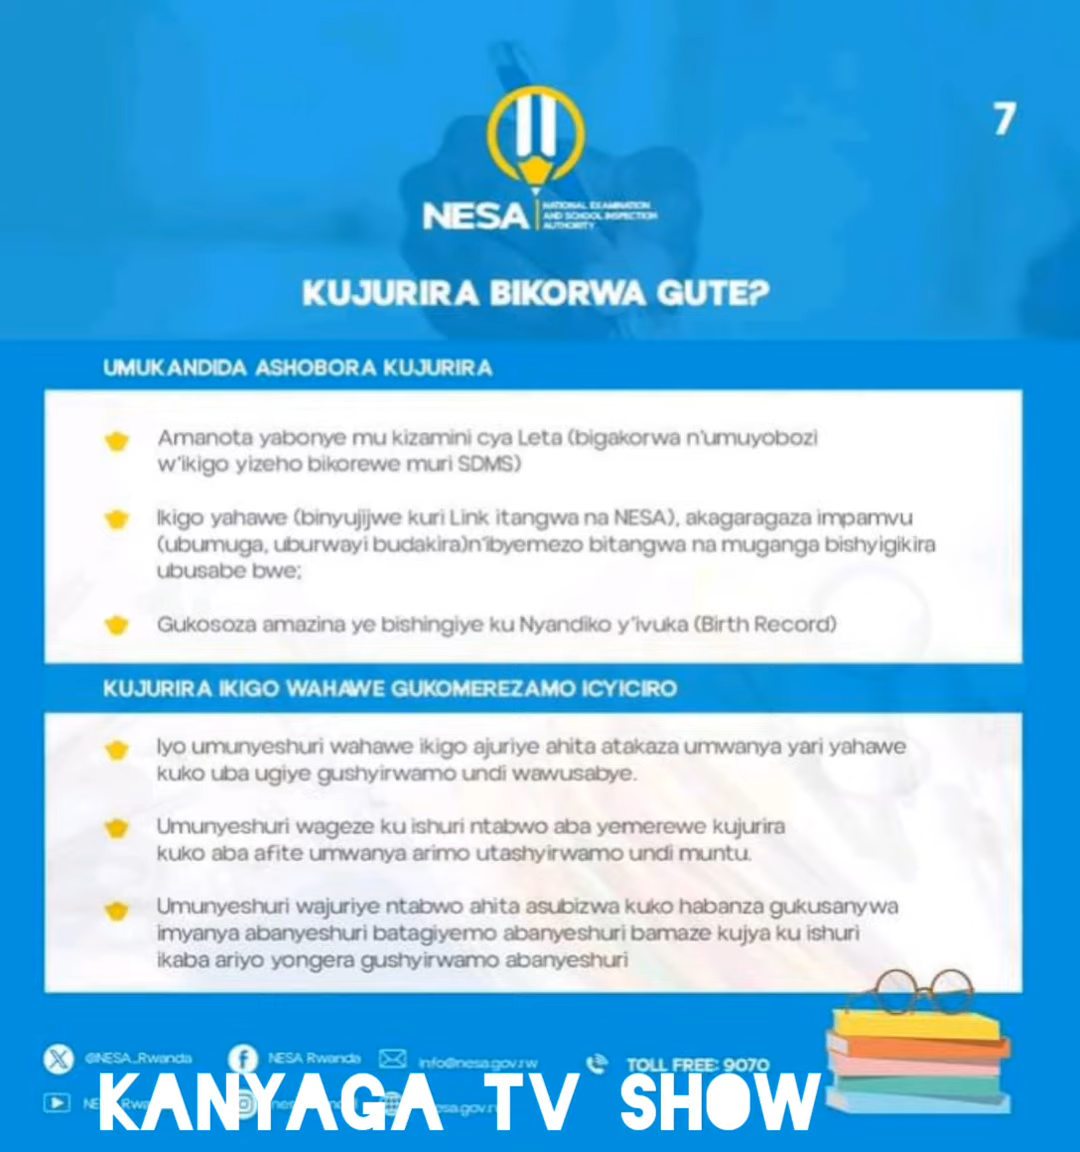 7
NESA
NATIONAL EXAMINATION
AND SCHOOL INSPECTION
AUTHORITY
KUJURIRA BIKORWA GUTE?
UMUKANDIDA ASHOBORA KUJURIRA
Amanota yabonye mu kizamini cya Leta (bigakorwa n'umuyobozi
w'ikigo yizeho bikorewe muri SDMS)
Ikigo yahawe (binyujijwe kuri Link itangwa na NESA), akagaragaza impamvu
(ubumuga, uburwayi budakira)n'ibyemezo bitangwa na muganga bishyigikira
ubusabe bwe;
Gukosoza amazina ye bishingiye ku Nyandiko y'ivuka (Birth Record)
KUJURIRA IKIGO WAHAWE GUKOMEREZAMO ICYICIRO
Iyo umunyeshuri wahawe ikigo ajuriye ahita atakaza umwanya yari yahawe
kuko uba ugiye gushyirwamo undi wawusabye.
Umunyeshuri wageze ku ishuri ntabwo aba yemerewe kujurira
kuko aba afite umwanya arimo utashyirwamo undi muntu.
Umunyeshuri wajuriye ntabwo ahita asubizwa kuko habanza gukusanywa
imyanya abanyeshuri batagiyemo abanyeshuri bamaze kujya ku ishuri
ikaba ariyo yongera gushyirwamo abanyeshuri
@NESA_Rwanda NESA Rwanda info@nesa.gov.rw TOLL FREE: 9070
KANYAGA TV SHOW